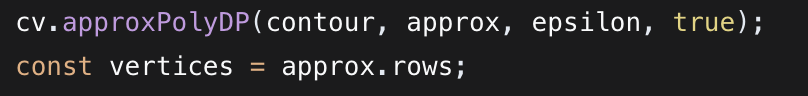 cv.approxPolyDP(contour, approx, epsilon, true);
const vertices = approx.rows;